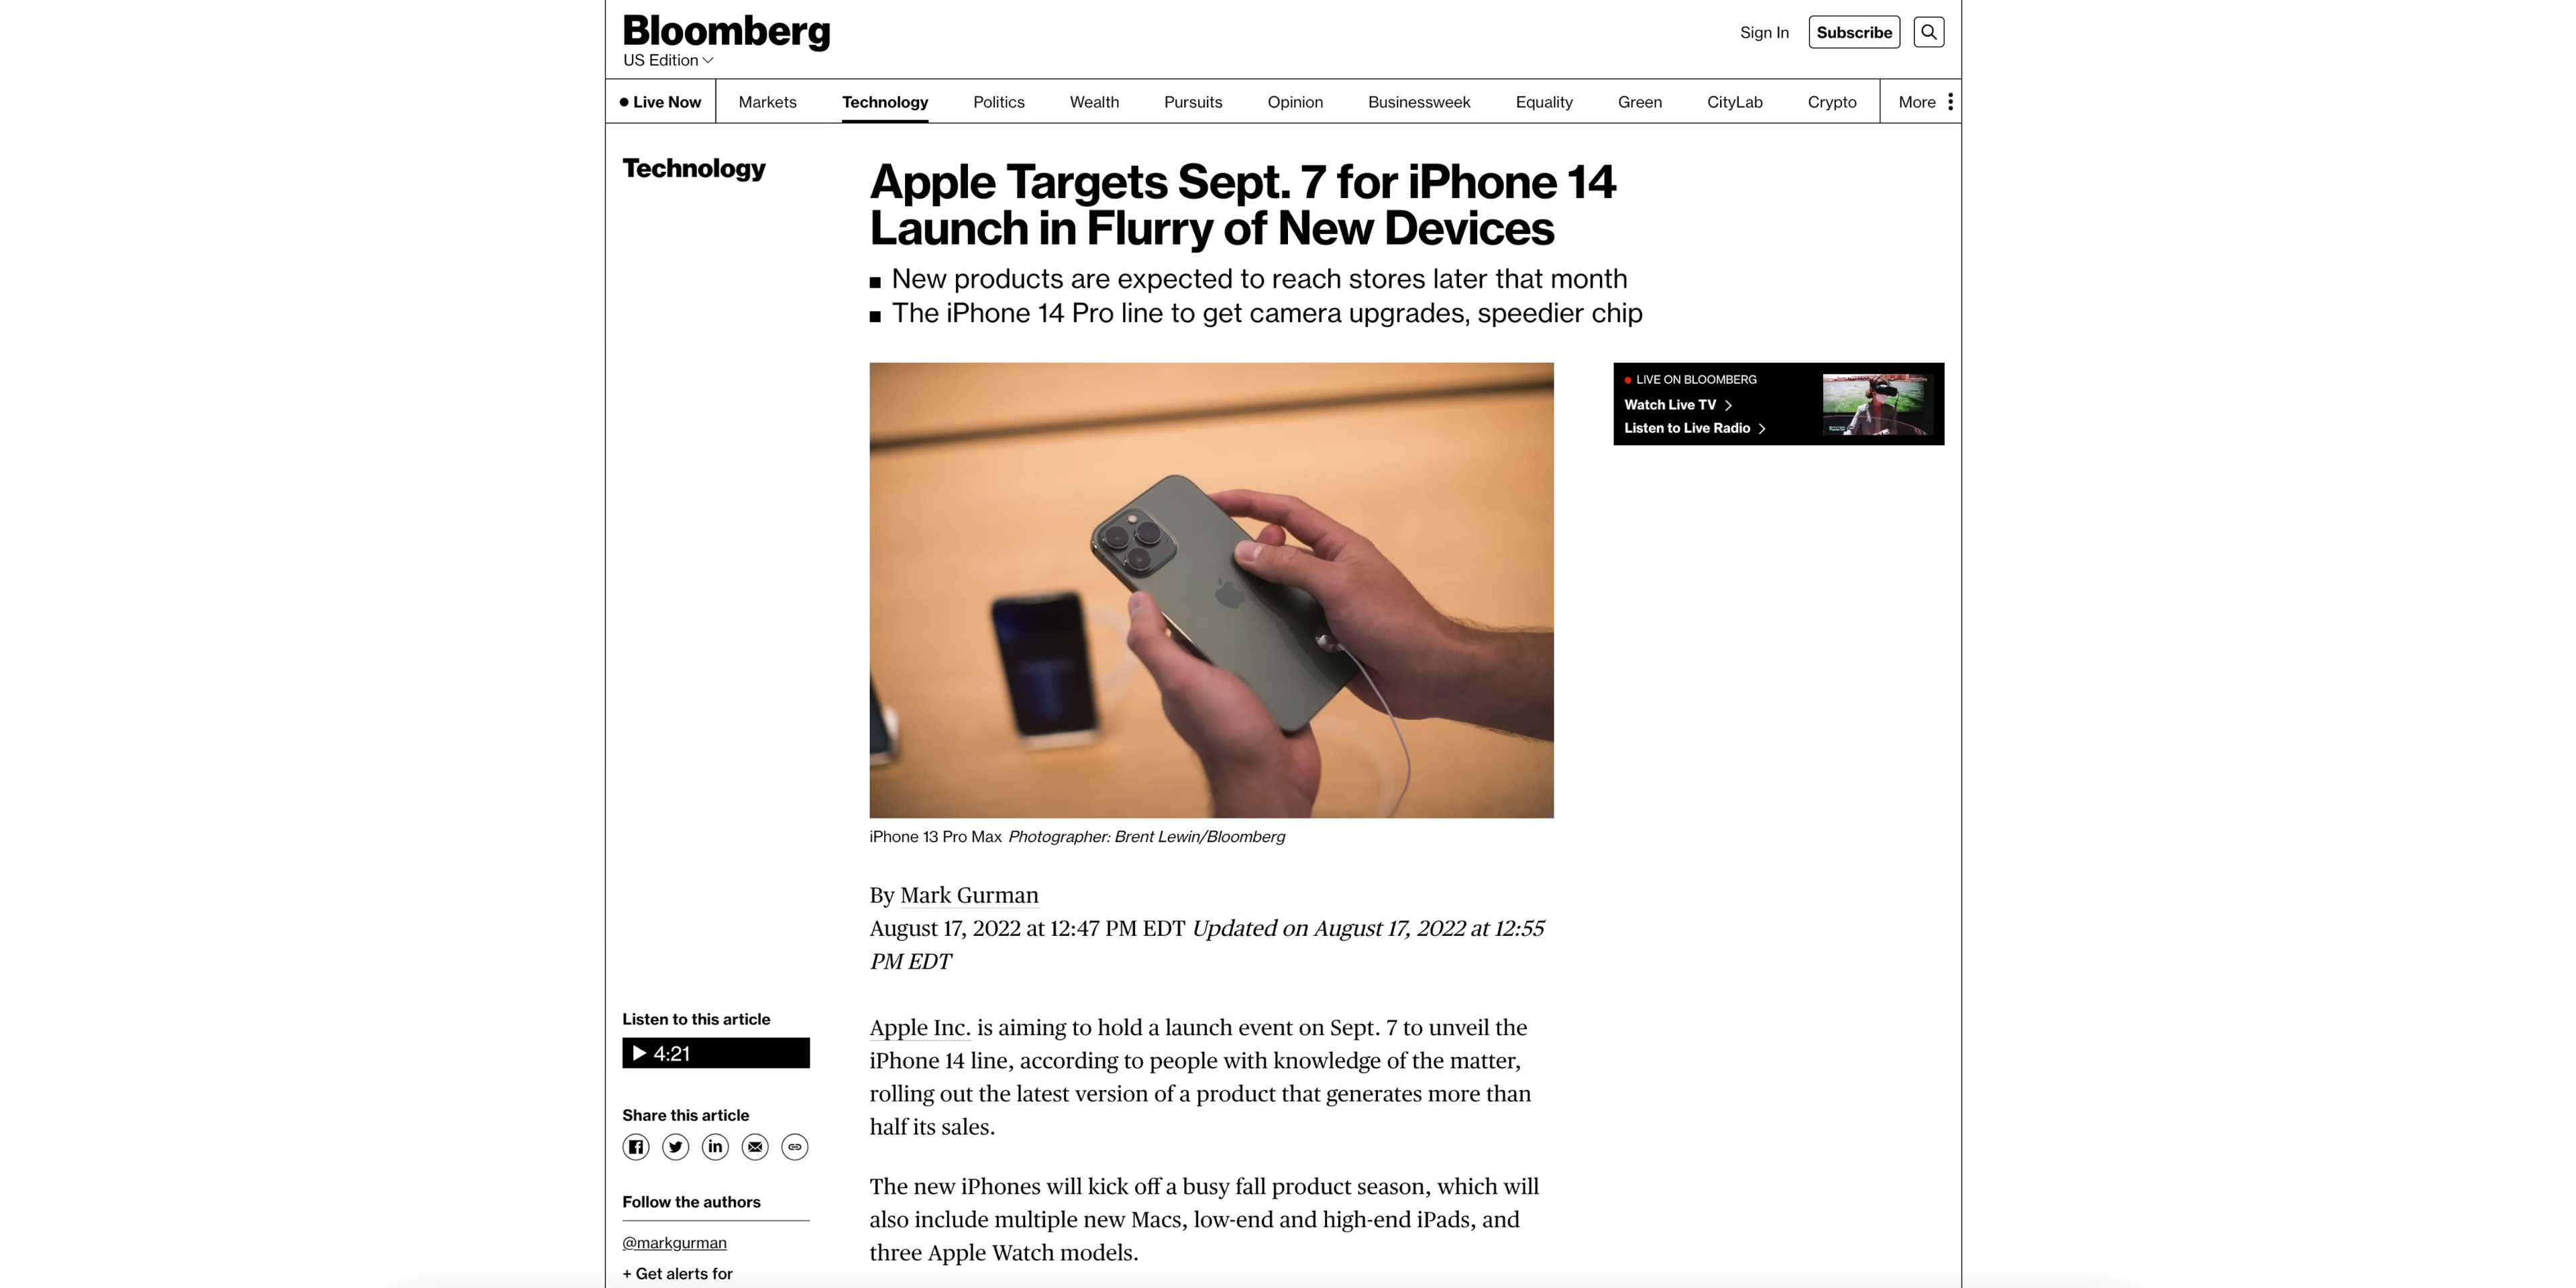 Bloomberg
US Edition
Sign In
Subscribe
Live Now
Markets
Technology
Politics
Wealth
Pursuits
Opinion
Businessweek
Equality
Green
CityLab
Crypto
More
Technology
Apple Targets Sept. 7 for iPhone 14
Launch in Flurry of New Devices
■ New products are expected to reach stores later that month
■ The iPhone 14 Pro line to get camera upgrades, speedier chip
LIVE ON BLOOMBERG
Watch Live TV
Listen to Live Radio
iPhone 13 Pro Max Photographer: Brent Lewin/Bloomberg
By Mark Gurman
August 17, 2022 at 12:47 PM EDT Updated on August 17, 2022 at 12:55
PM EDT
Listen to this article
4:21
Share this article
Follow the authors
@markgurman
+ Get alerts for
Apple Inc. is aiming to hold a launch event on Sept. 7 to unveil the
iPhone 14 line, according to people with knowledge of the matter,
rolling out the latest version of a product that generates more than
half its sales.
The new iPhones will kick off a busy fall product season, which will
also include multiple new Macs, low-end and high-end iPads, and
three Apple Watch models.